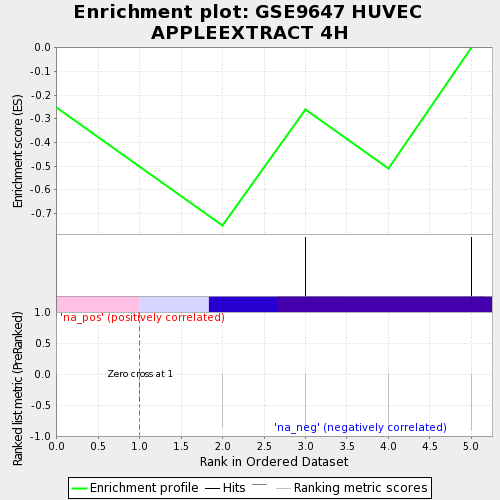 Enrichment plot: GSE9647 HUVEC
APPLEEXTRACT 4H
Enrichment score (ES)
0.0
-0.1
-0.2
-0.3
-0.4
-0.5
-0.6
-0.7
Ranked list metric (PreRanked)
1.0
0.5
0.0
-0.5
-1.0
'na_pos' (positively correlated)
Zero cross at 1
'na_neg' (negatively correlated)
0.0 0.5 1.0 1.5 2.0 2.5 3.0 3.5 4.0 4.5 5.0
Rank in Ordered Dataset
Enrichment profile Hits Ranking metric scores